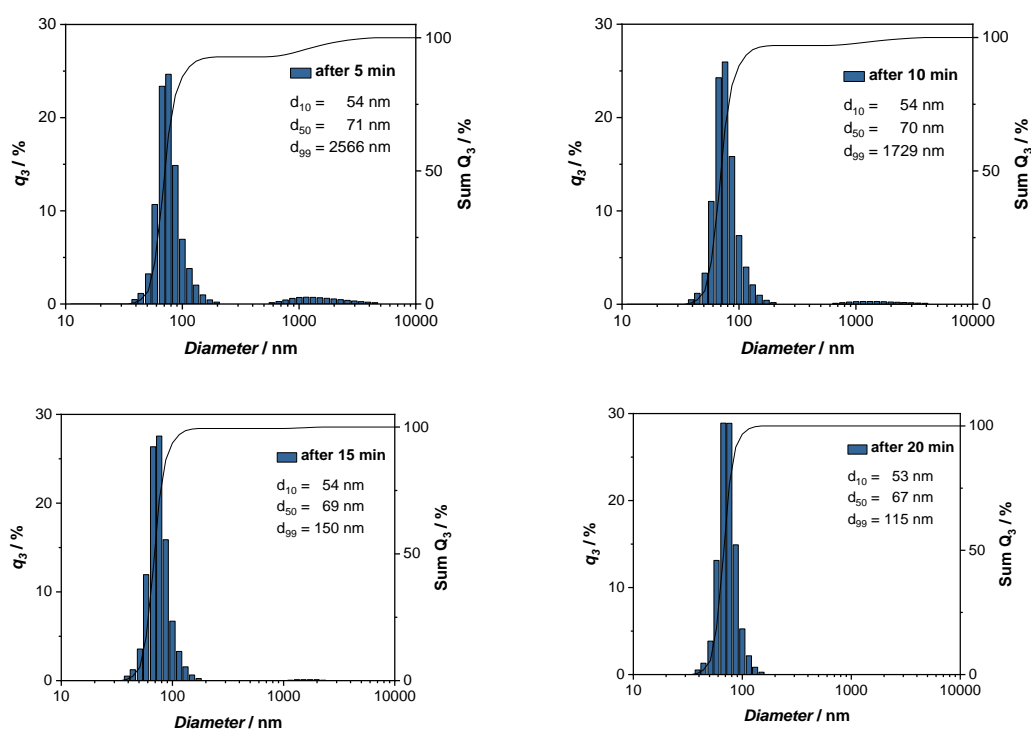 30
20
10
0
q3 / %
100
50
0
Sum Q3 / %
after 5 min
d10 = 54 nm
d50 = 71 nm
d99 = 2566 nm
10 100 1000 10000
Diameter / nm
30
20
10
0
q3 / %
100
50
0
Sum Q3 / %
after 10 min
d10 = 54 nm
d50 = 70 nm
d99 = 1729 nm
10 100 1000 10000
Diameter / nm
30
20
10
0
q3 / %
100
50
0
Sum Q3 / %
after 15 min
d10 = 54 nm
d50 = 69 nm
d99 = 150 nm
10 100 1000 10000
Diameter / nm
30
20
10
0
q3 / %
100
50
0
Sum Q3 / %
after 20 min
d10 = 53 nm
d50 = 67 nm
d99 = 115 nm
10 100 1000 10000
Diameter / nm